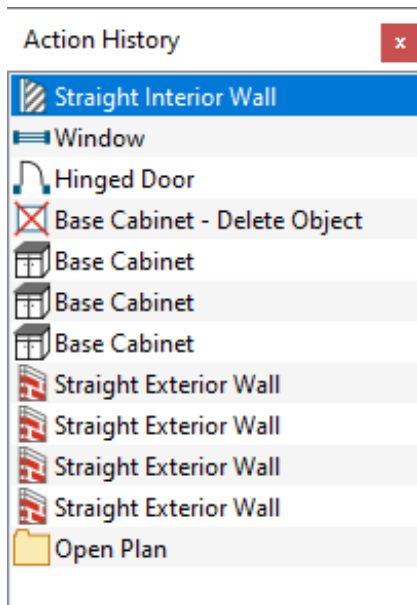 Action History
x
Straight Interior Wall
Window
Hinged Door
Base Cabinet - Delete Object
Base Cabinet
Base Cabinet
Base Cabinet
Straight Exterior Wall
Straight Exterior Wall
Straight Exterior Wall
Straight Exterior Wall
Open Plan